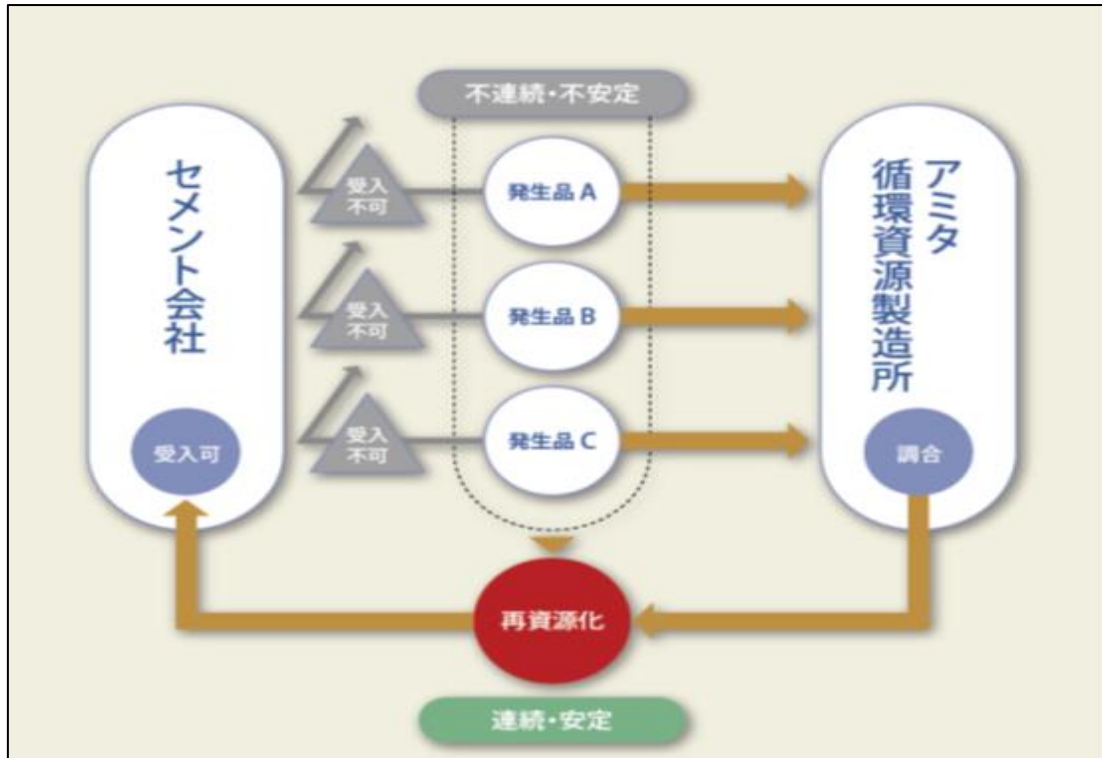 不連続・不安定
セメント会社
受入
不可
発生品 A
アミタ
循環資源製造所
受入
不可
発生品 B
受入
不可
発生品 C
受入可
調合
再資源化
連続・安定